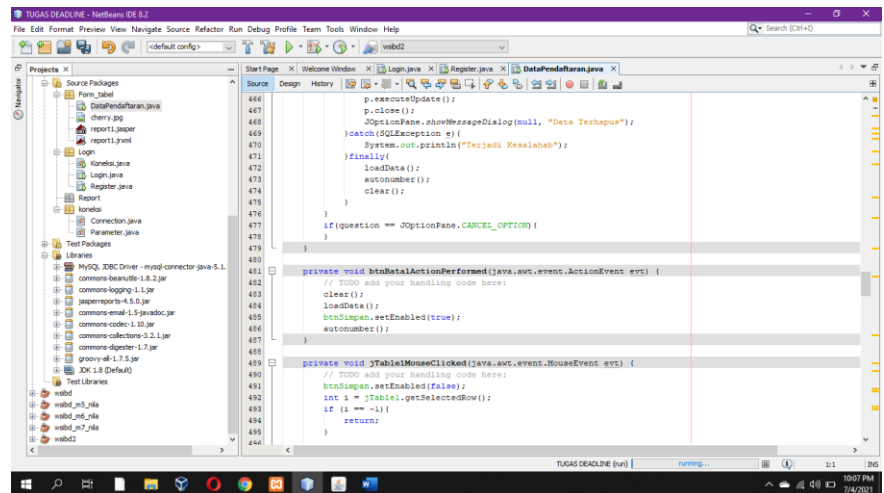 TUGAS DEADLINE - NetBeans IDE 8.2
File Edit Format Preview View Navigate Source Refactor Run Debug Profile Team Tools Window Help
Search (Ctrl+I)
<default config>
wsibd2
Projects
Start Page
Welcome Window
Login.java
Register.java
DataPendaftaran.java
Source Design History
Navigator
Services
Source Packages
Form_tabel
DataPendaftaran.java
cherry.jpg
report1.jasper
report1.jrxml
Login
Koneksi.java
Login.java
Register.java
Report
koneksi
Connection.java
Parameter.java
Test Packages
Libraries
MySQL JDBC Driver - mysql-connector-java-5.1.
commons-beanutils-1.8.2.jar
commons-logging-1.1.jar
jasperreports-4.5.0.jar
commons-email-1.5-javadoc.jar
commons-codec-1.10.jar
commons-collections-3.2.1.jar
commons-digester-1.7.jar
groovy-all-1.7.5.jar
JDK 1.8 (Default)
Test Libraries
wsibd
wsibd_m5_nila
wsibd_m6_nila
wsibd_m7_nila
wsibd2
466 p.executeUpdate();
467 p.close();
468 JOptionPane.showMessageDialog(null, "Data Terhapus");
469 }catch(SQLException e){
470 System.out.println("Terjadi Kesalahab");
471 }finally{
472 loadData();
473 autonumber();
474 clear();
475 }
476 }
477 if(question == JOptionPane.CANCEL_OPTION){
478 }
479 }
480
481 private void btnBatalActionPerformed(java.awt.event.ActionEvent evt) {
482 // TODO add your handling code here:
483 clear();
484 loadData();
485 btnSimpan.setEnabled(true);
486 autonumber();
487 }
488
489 private void jTable1MouseClicked(java.awt.event.MouseEvent evt) {
490 // TODO add your handling code here:
491 btnSimpan.setEnabled(false);
492 int i = jTable1.getSelectedRow();
493 if (i == -1){
494 return;
495 }
496
TUGAS DEADLINE (run)
running...
1:1
INS
10:07 PM
7/4/2021